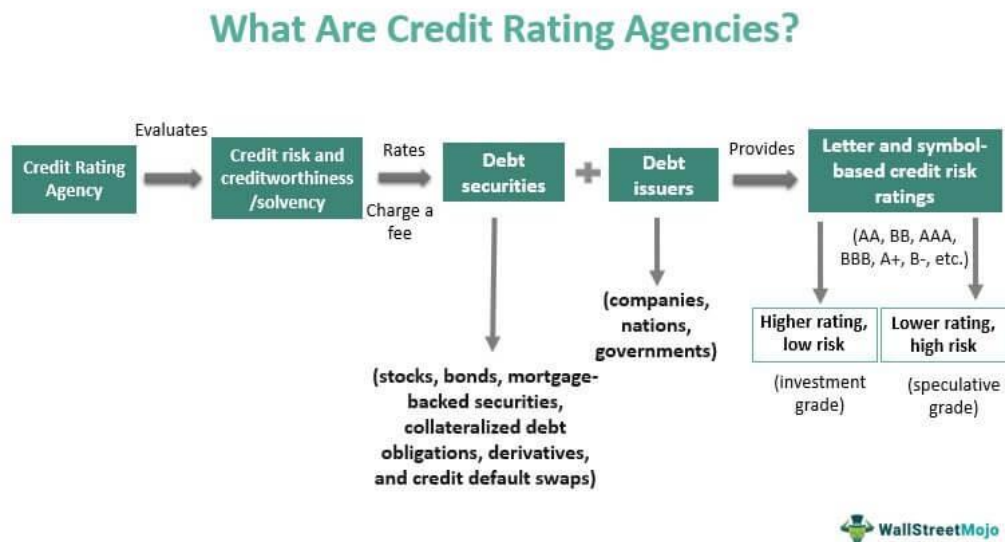 What Are Credit Rating Agencies?
Credit Rating
Agency
Evaluates
Credit risk and
creditworthiness
/solvency
Rates
Charge a
fee
Debt
securities
Debt
issuers
Provides
Letter and symbol-
based credit risk
ratings
(stocks, bonds, mortgage-
backed securities,
collateralized debt
obligations, derivatives,
and credit default swaps)
(companies,
nations,
governments)
(AA, BB, AAA,
BBB, A+, B-, etc.)
Higher rating,
low risk
(investment
grade)
Lower rating,
high risk
(speculative
grade)
WallStreetMojo